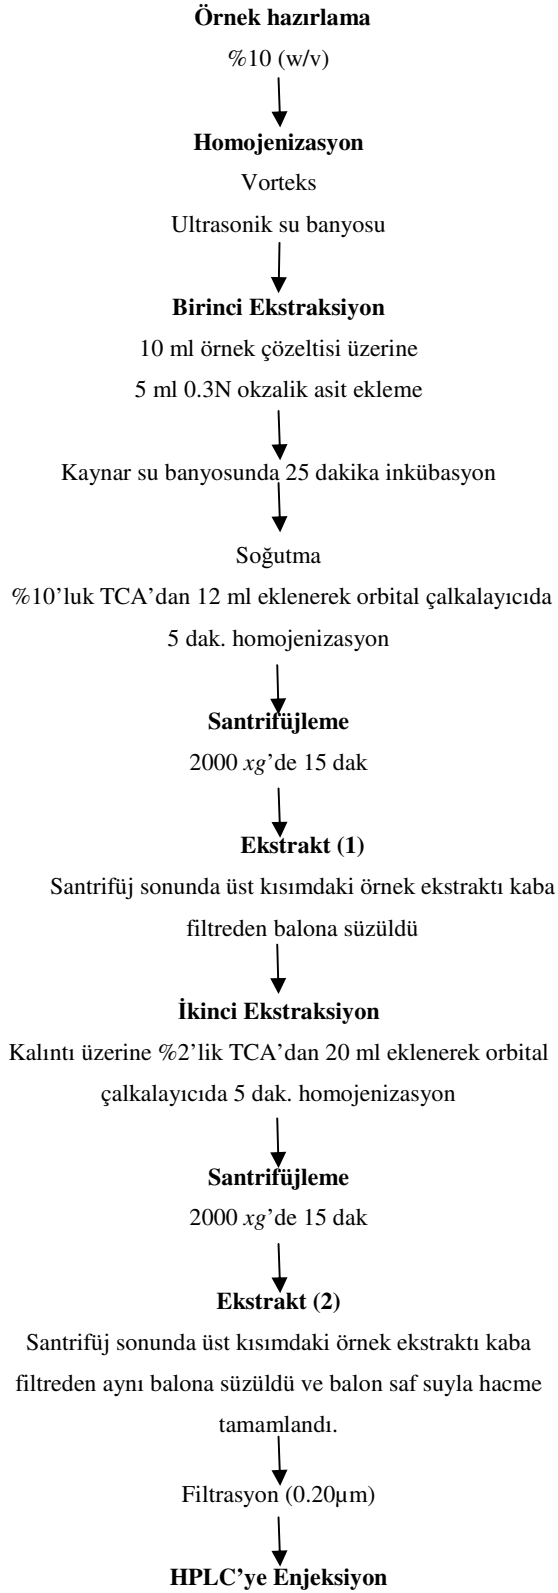 Örnek hazırlama
%10 (w/v)
Homojenizasyon
Vorteks
Ultrasonik su banyosu
Birinci Ekstraksiyon
10 ml örnek çözeltisi üzerine
5 ml 0.3N okzalik asit ekleme
Kaynar su banyosunda 25 dakika inkübasyon
Soğutma
%10’luk TCA’dan 12 ml eklenerek orbital çalkalayıcıda
5 dak. homojenizasyon
Santrifüjleme
2000 xg’de 15 dak
Ekstrakt (1)
Santrifüj sonunda üst kısımdaki örnek ekstraktı kaba
filtreden balona süzüldü
İkinci Ekstraksiyon
Kalıntı üzerine %2’lik TCA’dan 20 ml eklenerek orbital
çalkalayıcıda 5 dak. homojenizasyon
Santrifüjleme
2000 xg’de 15 dak
Ekstrakt (2)
Santrifüj sonunda üst kısımdaki örnek ekstraktı kaba
filtreden aynı balona süzüldü ve balon saf suyla hacme
tamamlandı.
Filtrasyon (0.20µm)
HPLC’ye Enjeksiyon